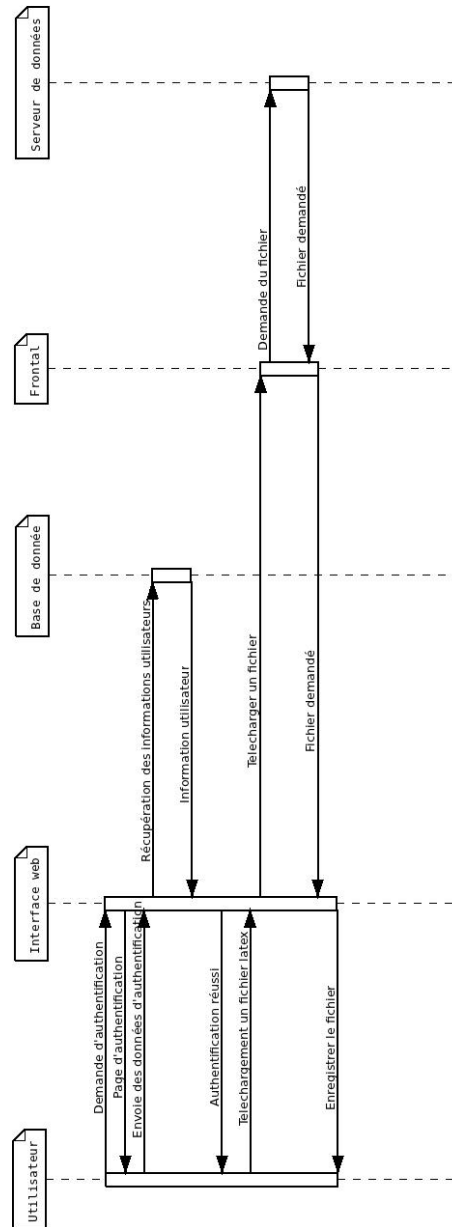 Utilisateur
Interface web
Base de donnée
Frontal
Serveur de données
Demande d'authentification
Page d'authentification
Envoie des données d'authentification
Récupération des informations utilisateurs
Information utilisateur
Authentification réussi
Telechargement un fichier latex
Telecharger un fichier
Demande du fichier
Fichier demandé
Fichier demandé
Enregistrer le fichier